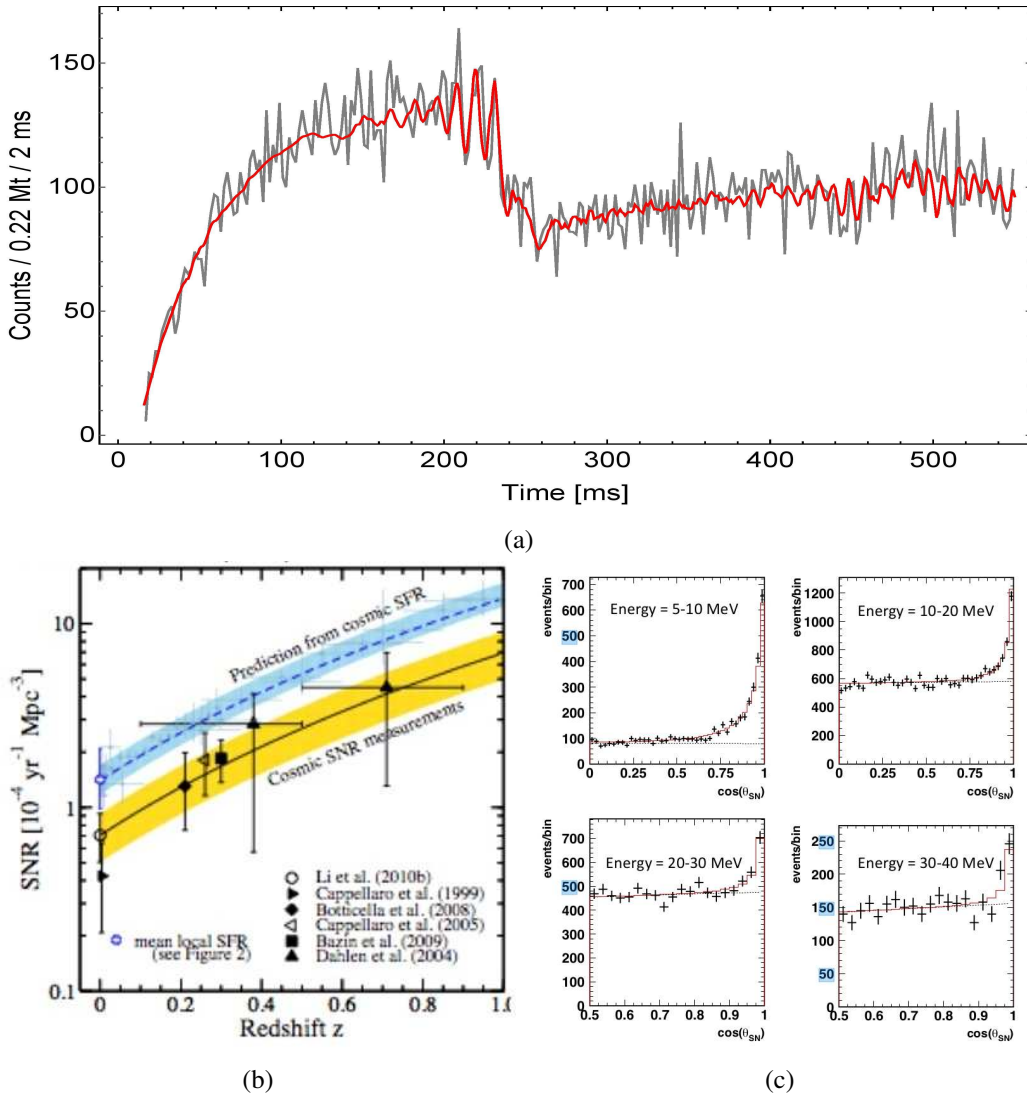 150
100
50
0
Counts / 0.22 Mt / 2 ms
0 100 200 300 400 500
Time [ms]
(a)
10
1
0.1
SNR [10⁻⁴ yr⁻¹ Mpc⁻³]
Prediction from cosmic SFR
Cosmic SNR measurements
Li et al. (2010b)
Cappellaro et al. (1999)
Botticella et al. (2008)
Cappellaro et al. (2005)
Bazin et al. (2009)
Dahlen et al. (2004)
mean local SFR
(see Figure 2)
0 0.2 0.4 0.6 0.8 1.0
Redshift z
(b)
events/bin
700
600
500
400
300
200
100
0
Energy = 5-10 MeV
0 0.25 0.5 0.75 1
cos(θSN)
events/bin
1200
1000
800
600
400
200
0
Energy = 10-20 MeV
0 0.25 0.5 0.75 1
cos(θSN)
events/bin
700
600
500
400
300
200
100
0
Energy = 20-30 MeV
0.5 0.6 0.7 0.8 0.9 1
cos(θSN)
events/bin
250
200
150
100
50
0
Energy = 30-40 MeV
0.5 0.6 0.7 0.8 0.9 1
cos(θSN)
(c)